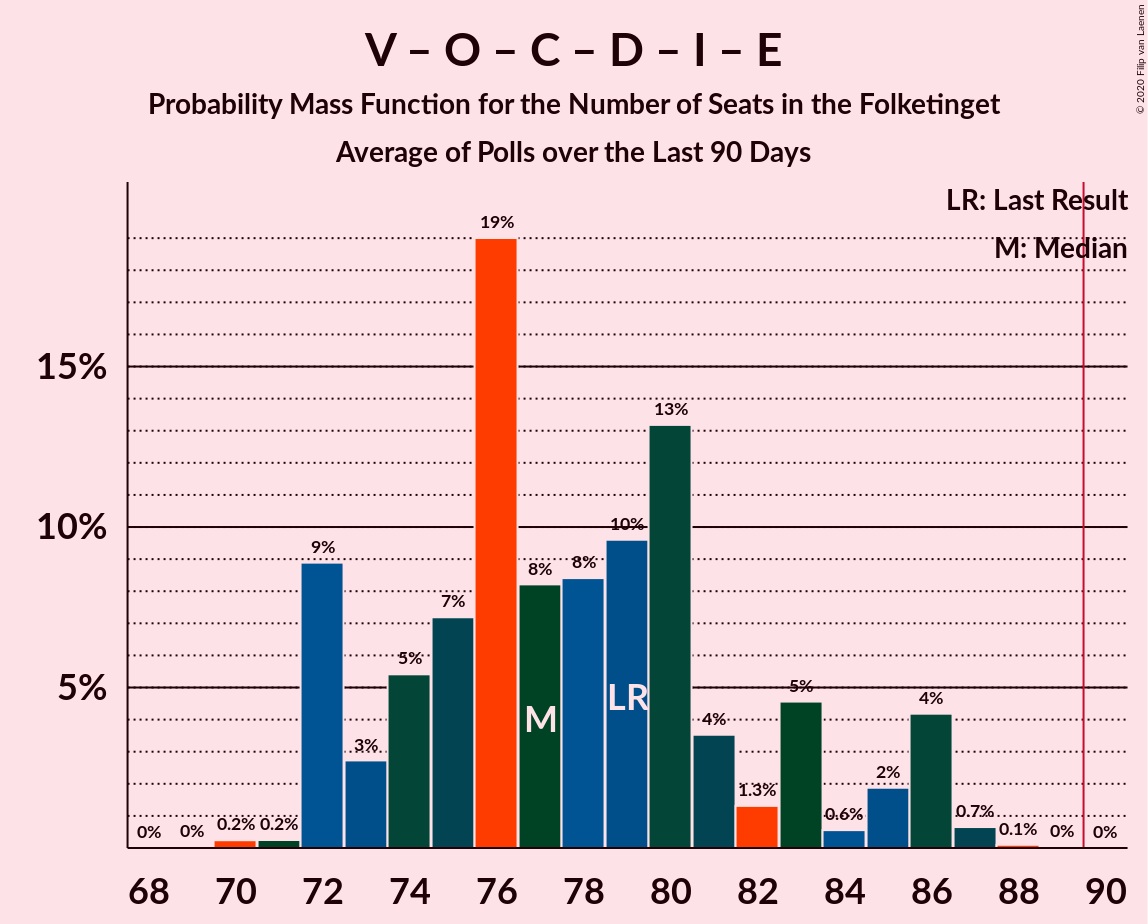 V – O – C – D – I – E
Probability Mass Function for the Number of Seats in the Folketinget
Average of Polls over the Last 90 Days
© 2020 Filip van Laenen
LR: Last Result
M: Median
19%
15%
13%
10%
10%
9%
8%
8%
7%
5%
5%
5%
LR
4%
M
4%
3%
2%
1.3%
0.6%
0.7%
0% 0% 0.2% 0.2% 0.1% 0% 0%
68 70 72 74 76 78 80 82 84 86 88 90